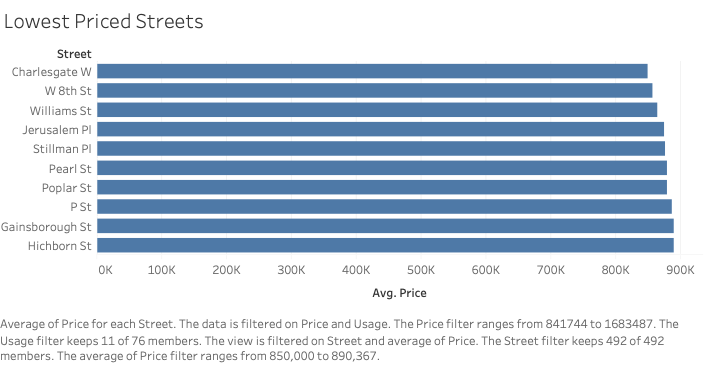 Lowest Priced Streets
Street
Charlesgate W
W 8th St
Williams St
Jerusalem Pl
Stillman Pl
Pearl St
Poplar St
P St
Gainsborough St
Hichborn St
0K 100K 200K 300K 400K 500K 600K 700K 800K 900K
Avg. Price
Average of Price for each Street. The data is filtered on Price and Usage. The Price filter ranges from 841744 to 1683487. The
Usage filter keeps 11 of 76 members. The view is filtered on Street and average of Price. The Street filter keeps 492 of 492
members. The average of Price filter ranges from 850,000 to 890,367.